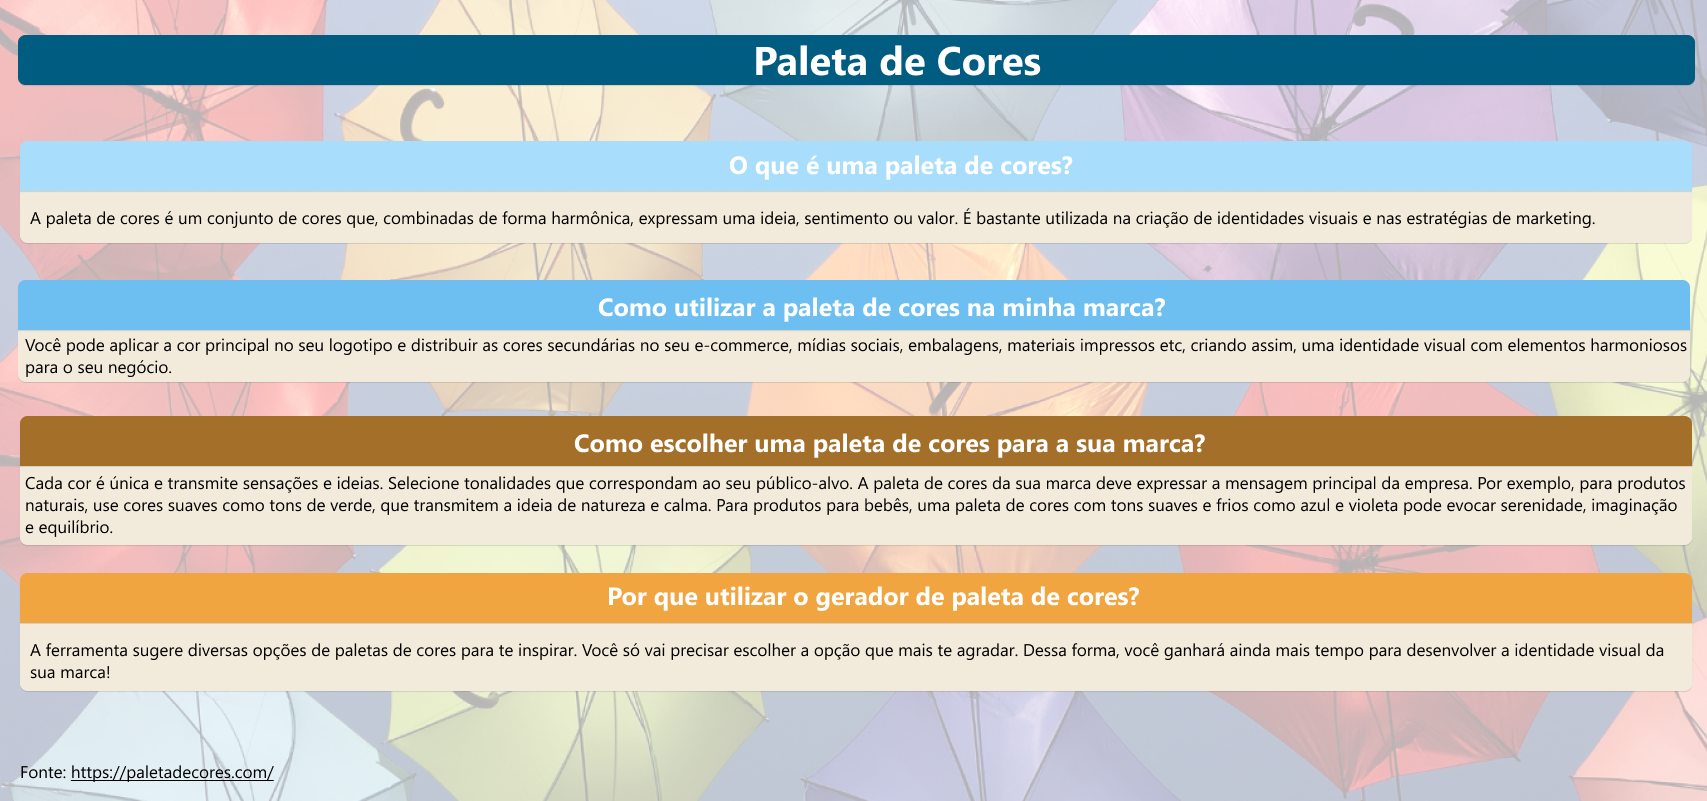 Paleta de Cores
O que é uma paleta de cores?
A paleta de cores é um conjunto de cores que, combinadas de forma harmônica, expressam uma ideia, sentimento ou valor. É bastante utilizada na criação de identidades visuais e nas estratégias de marketing.
Como utilizar a paleta de cores na minha marca?
Você pode aplicar a cor principal no seu logotipo e distribuir as cores secundárias no seu e-commerce, mídias sociais, embalagens, materiais impressos etc, criando assim, uma identidade visual com elementos harmoniosos
para o seu negócio.
Como escolher uma paleta de cores para a sua marca?
Cada cor é única e transmite sensações e ideias. Selecione tonalidades que correspondam ao seu público-alvo. A paleta de cores da sua marca deve expressar a mensagem principal da empresa. Por exemplo, para produtos
naturais, use cores suaves como tons de verde, que transmitem a ideia de natureza e calma. Para produtos para bebês, uma paleta de cores com tons suaves e frios como azul e violeta pode evocar serenidade, imaginação
e equilíbrio.
Por que utilizar o gerador de paleta de cores?
A ferramenta sugere diversas opções de paletas de cores para te inspirar. Você só vai precisar escolher a opção que mais te agradar. Dessa forma, você ganhará ainda mais tempo para desenvolver a identidade visual da
sua marca!
Fonte: https://paletadecores.com/